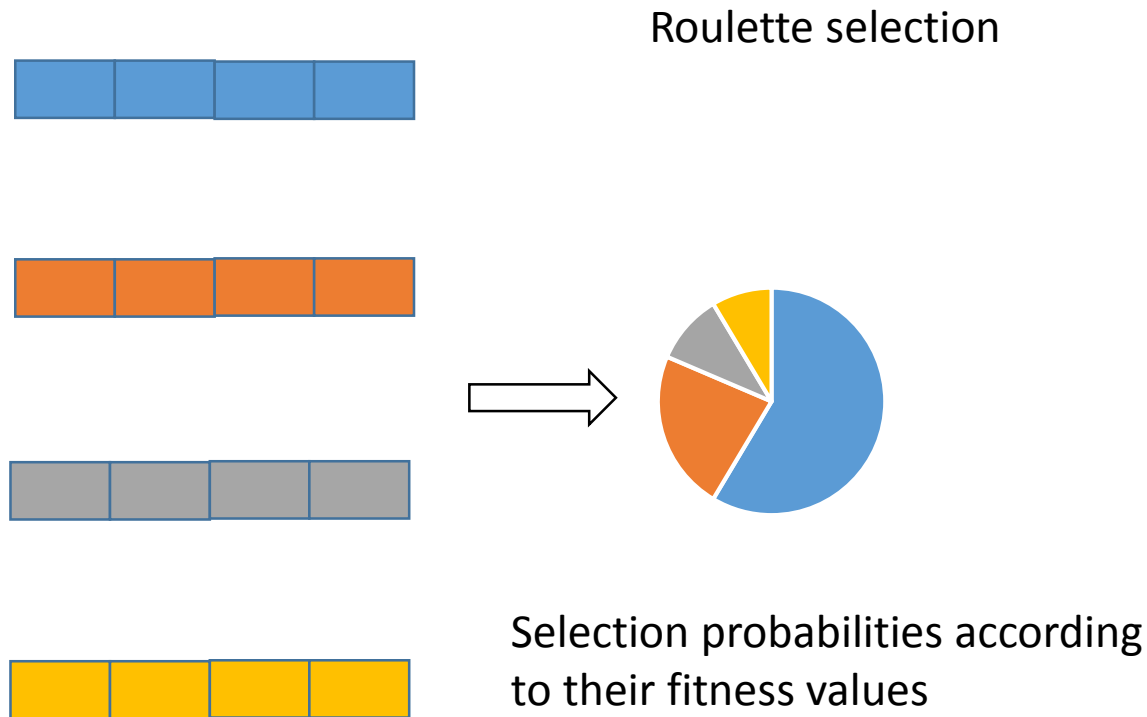 Roulette selection
Selection probabilities according
to their fitness values